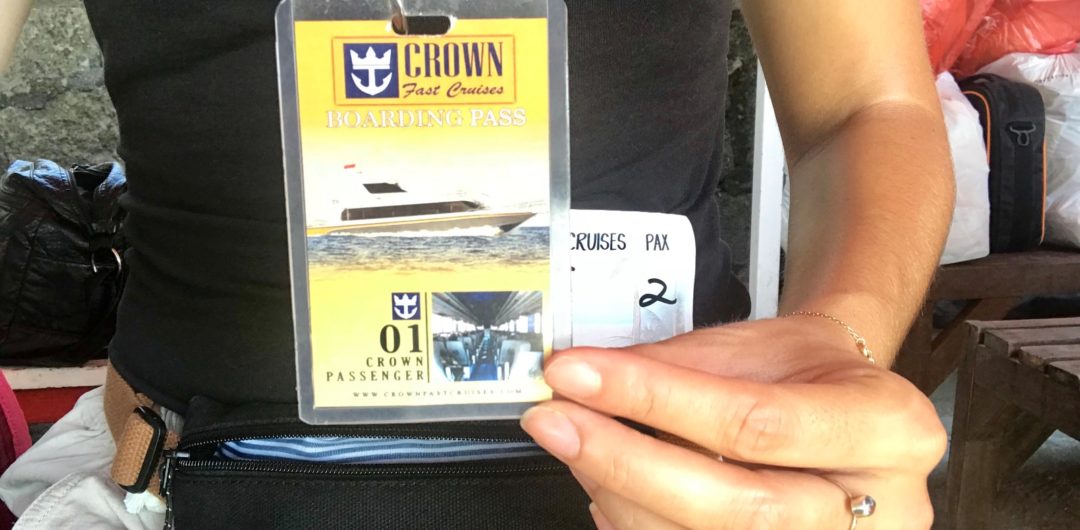 CROWN
Fast Cruises
BOARDING PASS
CRUISES PAX
2
01
CROWN
PASSENGER
WWW.CROWNFASTCRUISES.COM